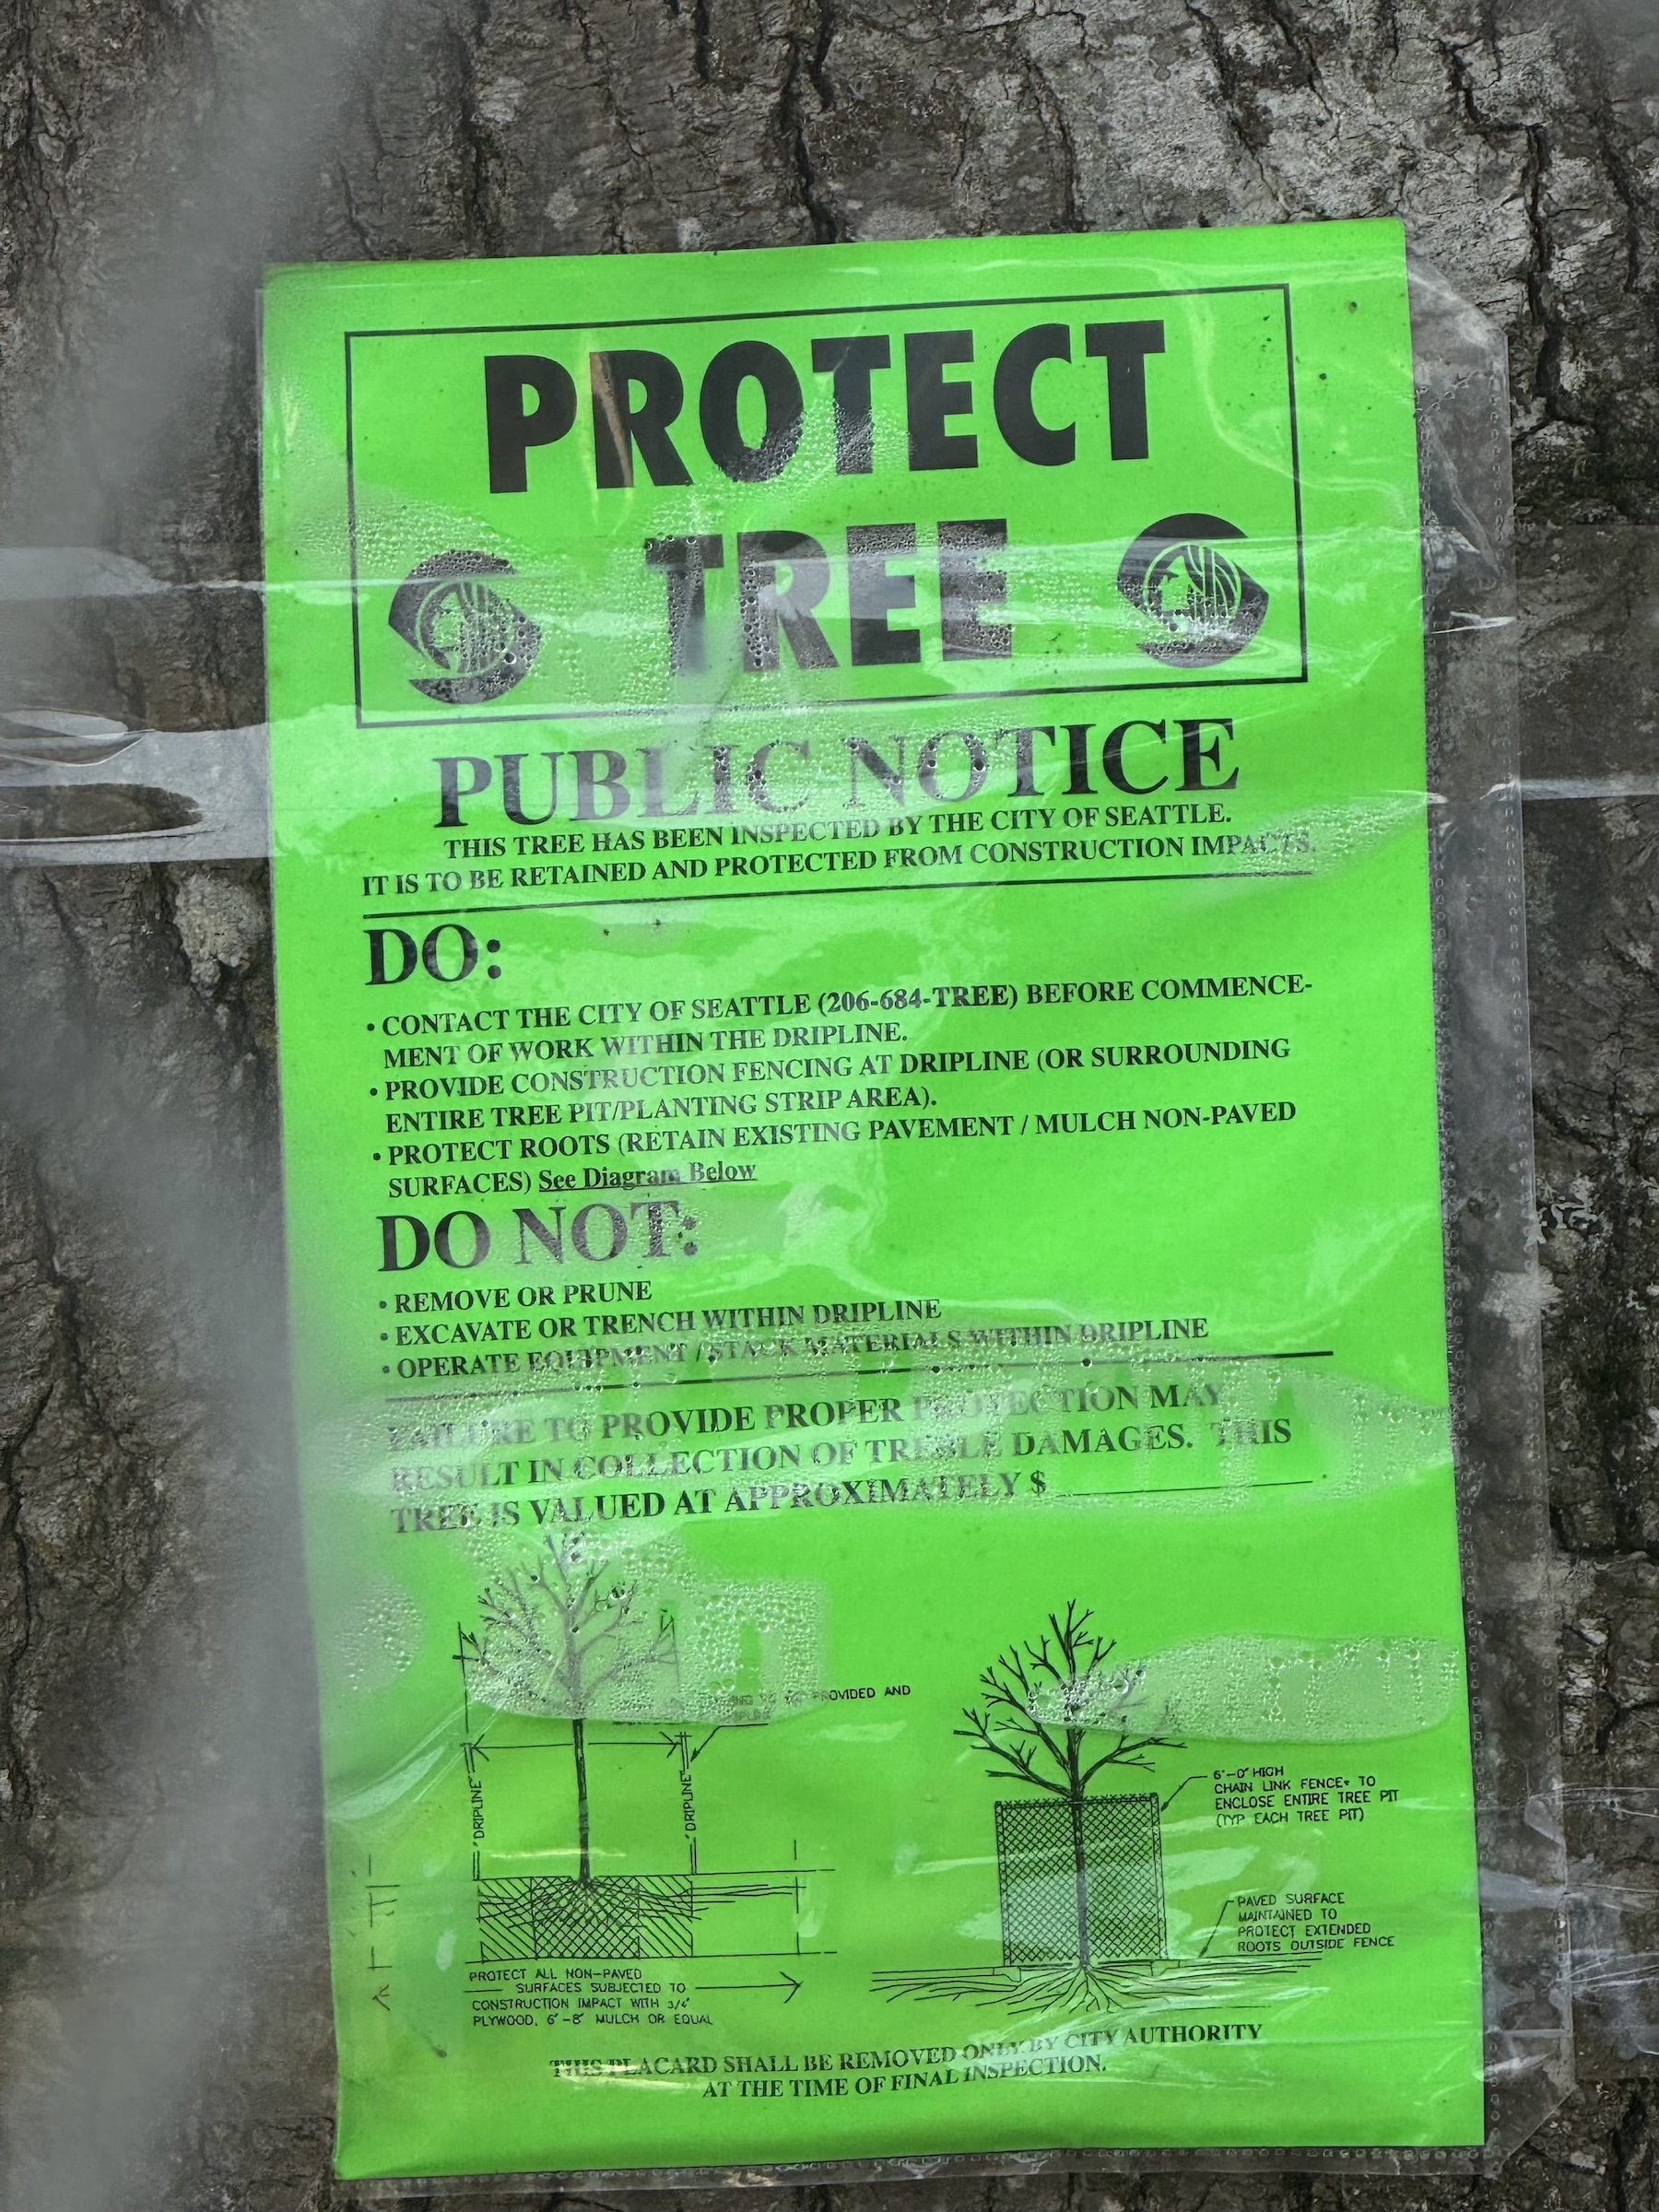 PROTECT
TREE
PUBLIC NOTICE
THIS TREE HAS BEEN INSPECTED BY THE CITY OF SEATTLE.
IT IS TO BE RETAINED AND PROTECTED FROM CONSTRUCTION IMPACTS.
DO:
• CONTACT THE CITY OF SEATTLE (206-684-TREE) BEFORE COMMENCE-
MENT OF WORK WITHIN THE DRIPLINE.
• PROVIDE CONSTRUCTION FENCING AT DRIPLINE (OR SURROUNDING
ENTIRE TREE PIT/PLANTING STRIP AREA).
• PROTECT ROOTS (RETAIN EXISTING PAVEMENT / MULCH NON-PAVED
SURFACES) See Diagram Below
DO NOT:
• REMOVE OR PRUNE
• EXCAVATE OR TRENCH WITHIN DRIPLINE
• OPERATE EQUIPMENT / STACK MATERIALS WITHIN DRIPLINE
FAILURE TO PROVIDE PROPER PROTECTION MAY
RESULT IN COLLECTION OF TREBLE DAMAGES. THIS
TREE IS VALUED AT APPROXIMATELY $
PROVIDED AND
DRIPLINE
DRIPLINE
PROTECT ALL NON-PAVED
SURFACES SUBJECTED TO
CONSTRUCTION IMPACT WITH 3/4"
PLYWOOD, 6"-8" MULCH OR EQUAL
6'-0" HIGH
CHAIN LINK FENCE TO
ENCLOSE ENTIRE TREE PIT
(TYP EACH TREE PIT)
PAVED SURFACE
MAINTAINED TO
PROTECT EXTENDED
ROOTS OUTSIDE FENCE
THIS PLACARD SHALL BE REMOVED ONLY BY CITY AUTHORITY
AT THE TIME OF FINAL INSPECTION.